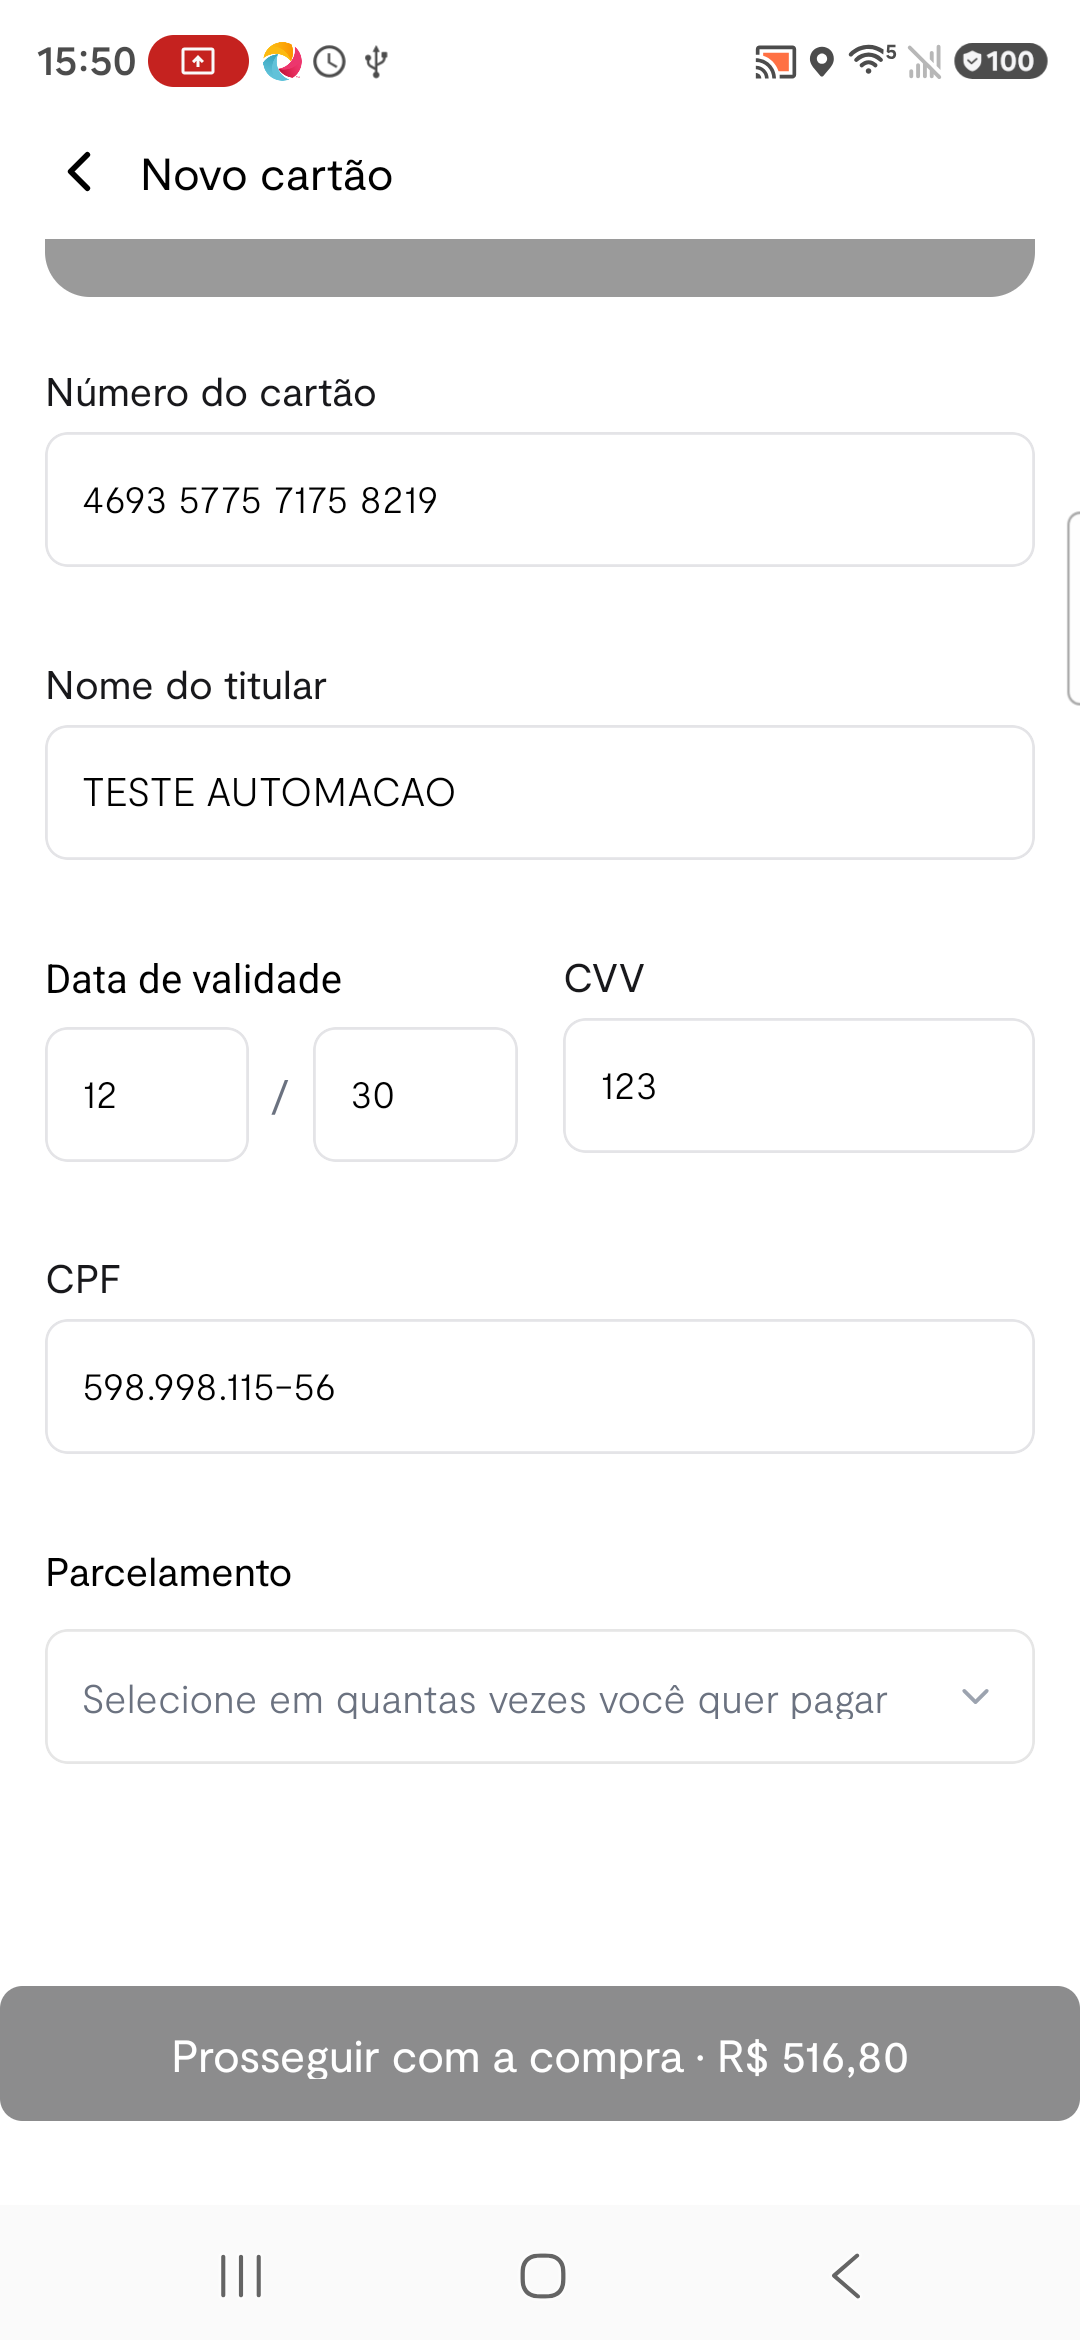 15:50
5
100
Novo cartão
Número do cartão
4693 5775 7175 8219
Nome do titular
TESTE AUTOMACAO
Data de validade
CVV
12 / 30
123
CPF
598.998.115-56
Parcelamento
Selecione em quantas vezes você quer pagar
Prosseguir com a compra · R$ 516,80